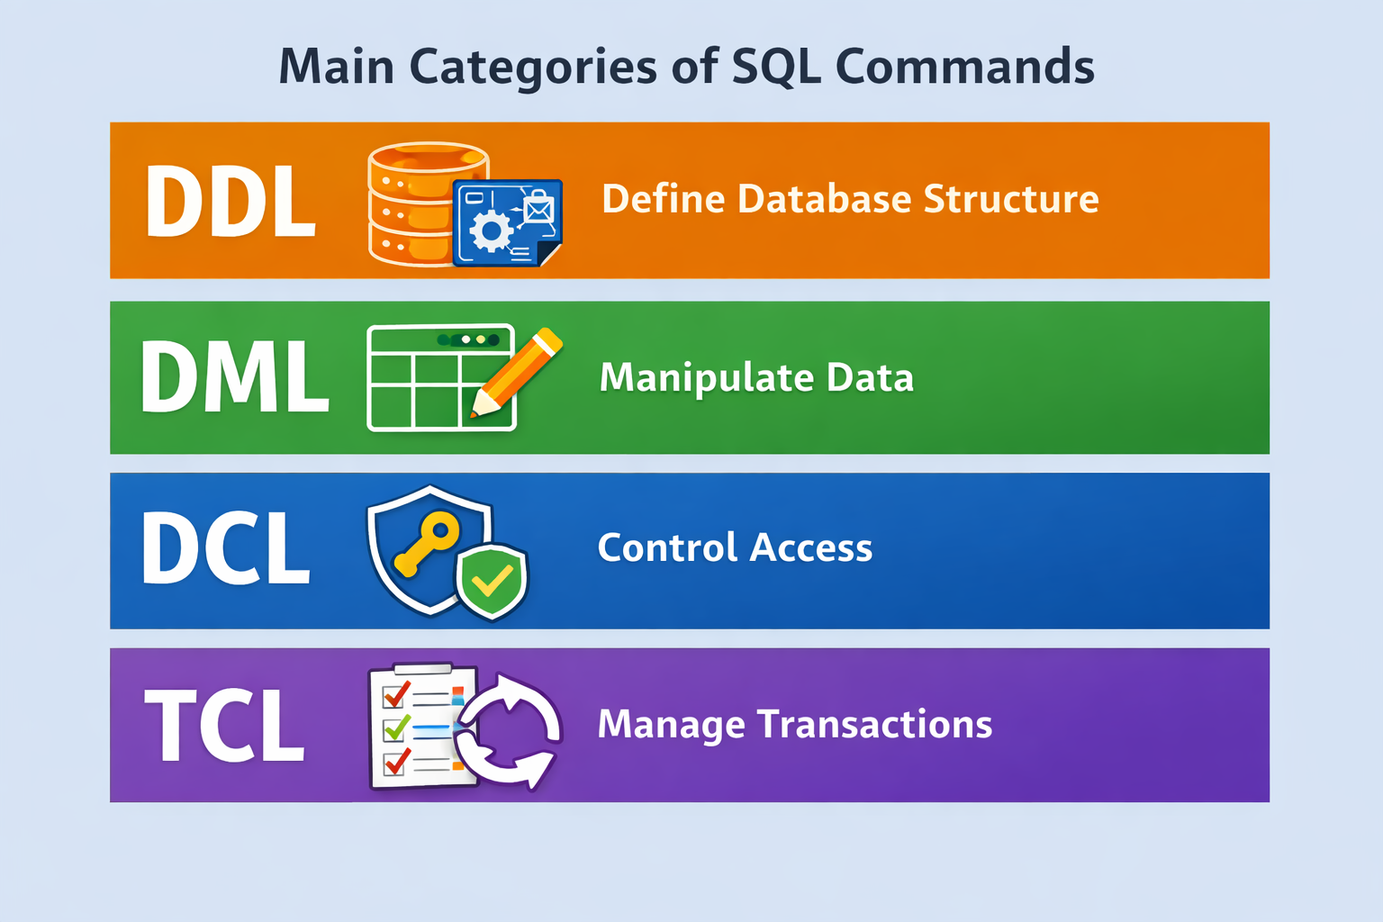 Main Categories of SQL Commands
DDL
Define Database Structure
DML
Manipulate Data
DCL
Control Access
TCL
Manage Transactions